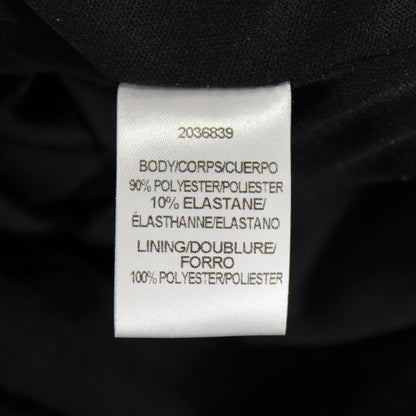 2036839
BODY/CORPS/CUERPO
90% POLYESTER/POLIESTER
10% ELASTANE/
ÉLASTHANNE/ELASTANO
LINING/DOUBLURE/
FORRO
100% POLYESTER/POLIESTER